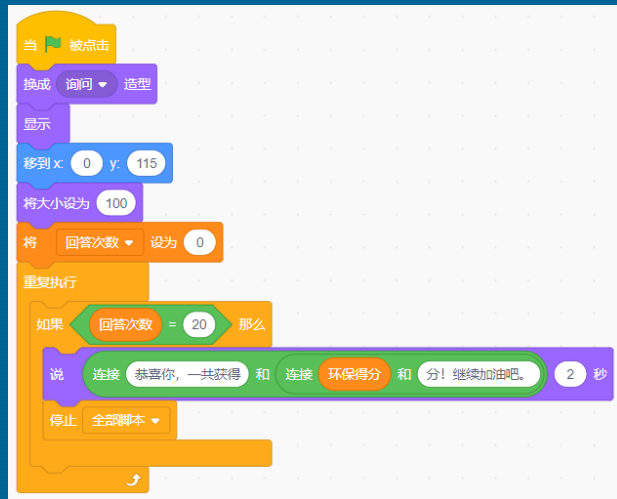 当 被点击
换成 询问 造型
显示
移到 x: 0 y: 115
将大小设为 100
将 回答次数 设为 0
重复执行
如果 回答次数 = 20 那么
说 连接 恭喜你，一共获得 和 连接 环保得分 和 分！继续加油吧。 2 秒
停止 全部脚本